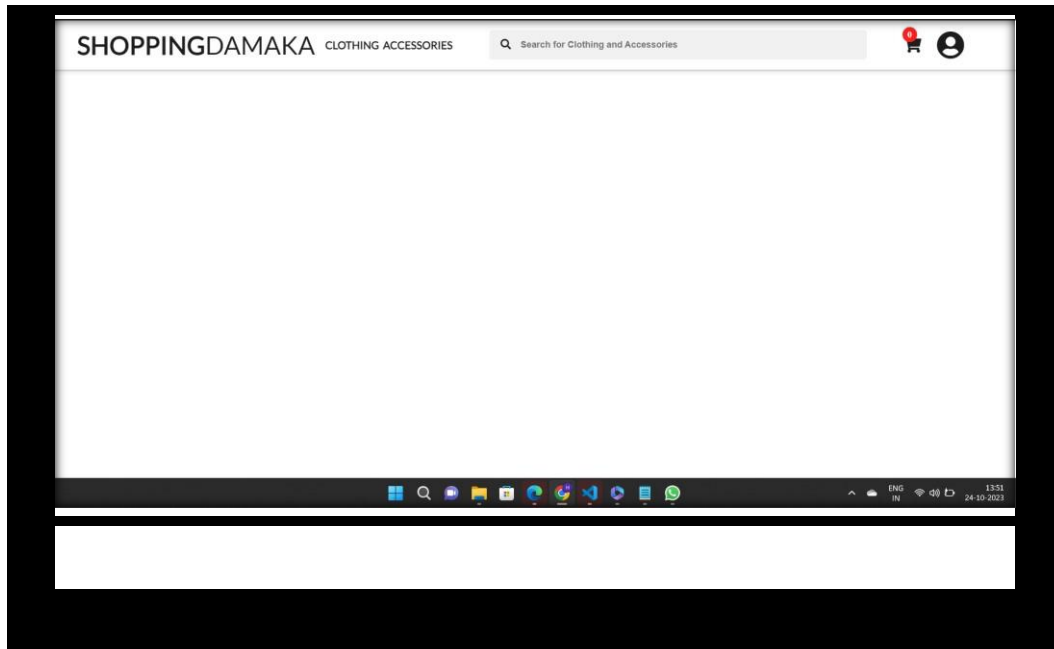 SHOPPINGDAMAKA CLOTHING ACCESSORIES Search for Clothing and Accessories 0
ENG 13:51
IN 24-10-2023